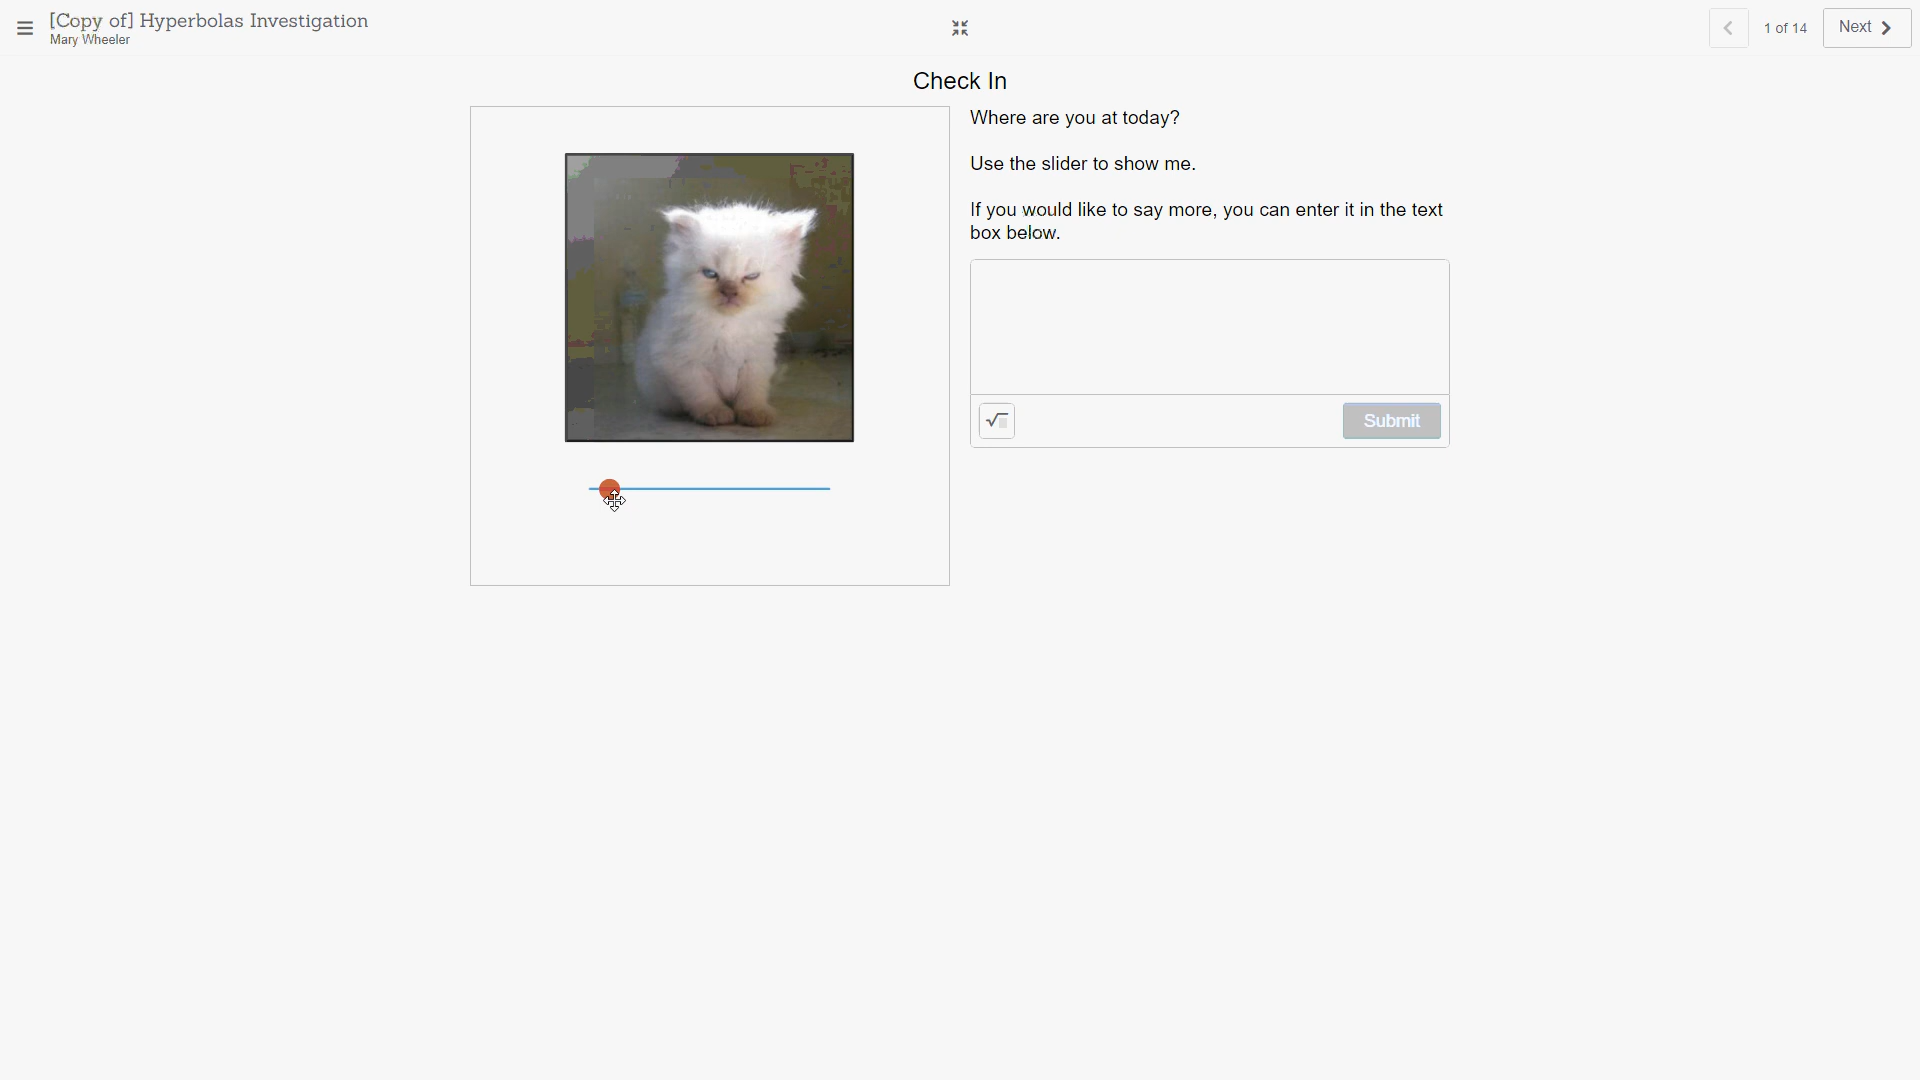 [Copy of] Hyperbolas Investigation
Mary Wheeler
1 of 14
Next
Check In
Where are you at today?
Use the slider to show me.
If you would like to say more, you can enter it in the text
box below.
Submit